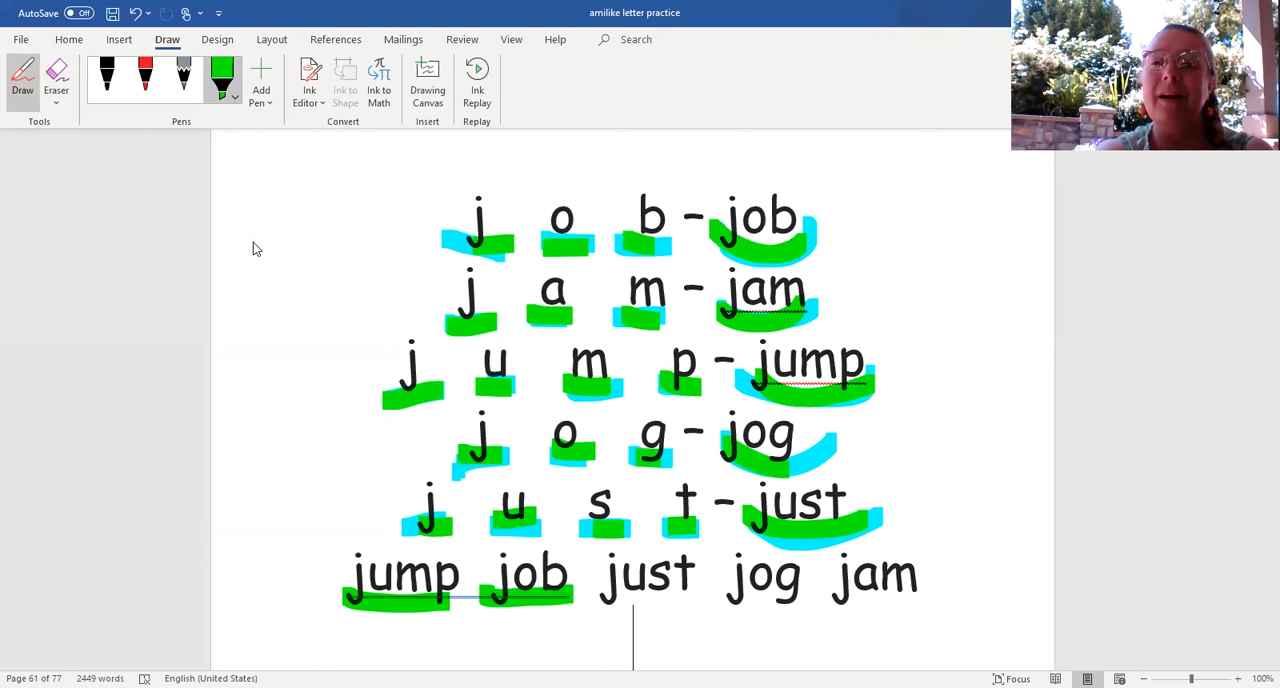 AutoSave Off amilike letter practice
File Home Insert Draw Design Layout References Mailings Review View Help Search
Draw Eraser Add Pen Ink Editor Ink to Shape Ink to Math Drawing Canvas Ink Replay
Tools Pens Convert Insert Replay
j o b - job
j a m - jam
j u m p - jump
j o g - jog
j u s t - just
jump job just jog jam
Page 61 of 77 2449 words English (United States) Focus 100%